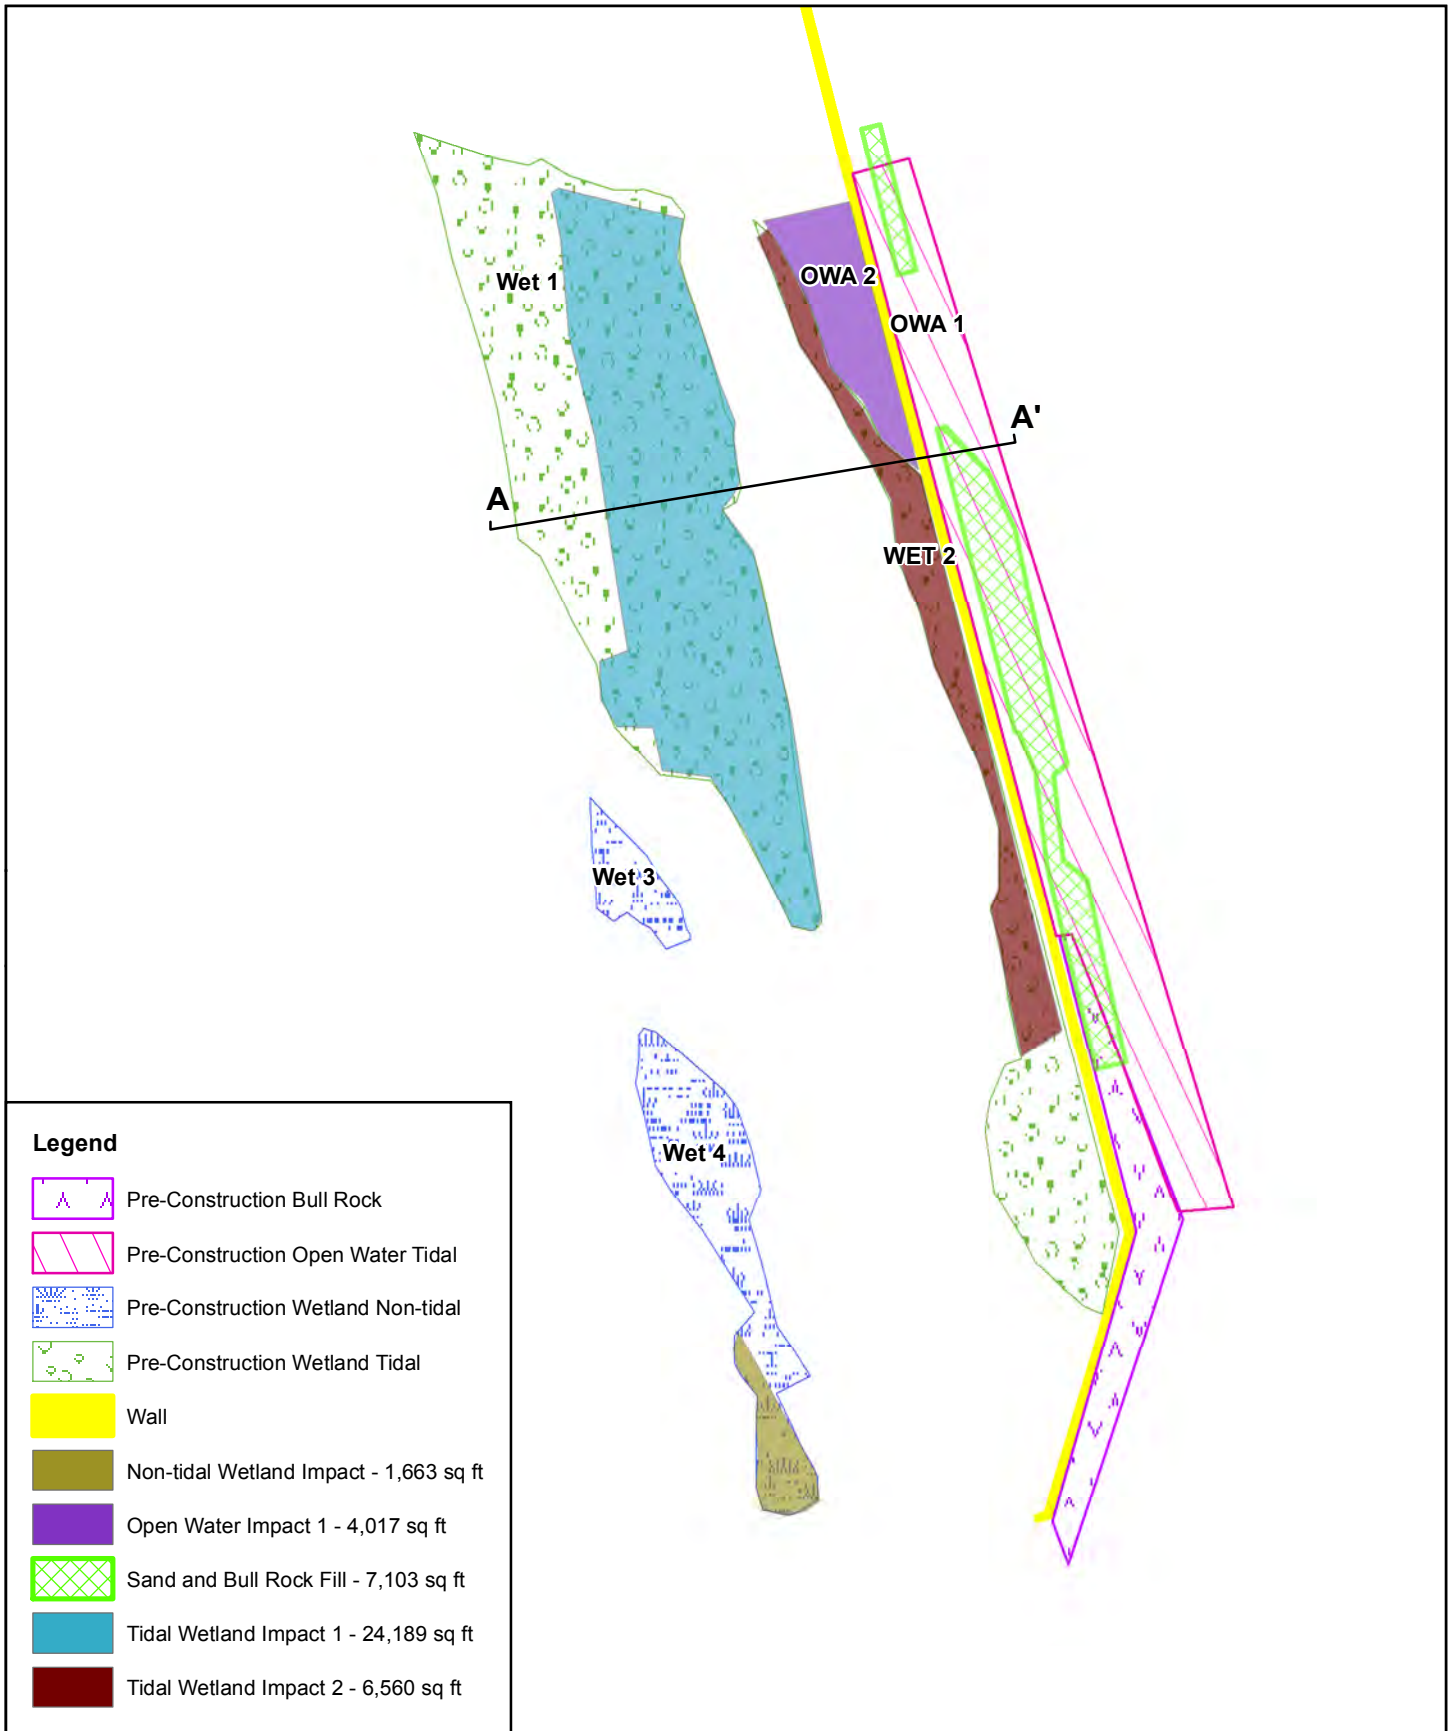 Wet 1
OWA 2
OWA 1
A'
A
WET 2
Wet 3
Wet 4
Legend
Pre-Construction Bull Rock
Pre-Construction Open Water Tidal
Pre-Construction Wetland Non-tidal
Pre-Construction Wetland Tidal
Wall
Non-tidal Wetland Impact - 1,663 sq ft
Open Water Impact 1 - 4,017 sq ft
Sand and Bull Rock Fill - 7,103 sq ft
Tidal Wetland Impact 1 - 24,189 sq ft
Tidal Wetland Impact 2 - 6,560 sq ft